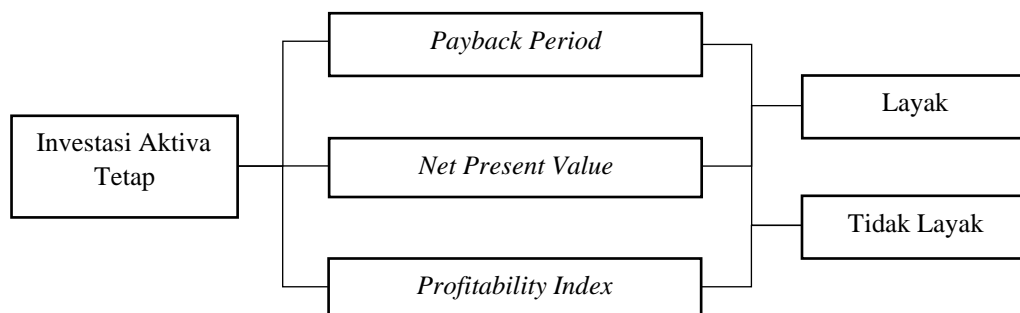 Investasi Aktiva
Tetap
Payback Period
Net Present Value
Profitability Index
Layak
Tidak Layak